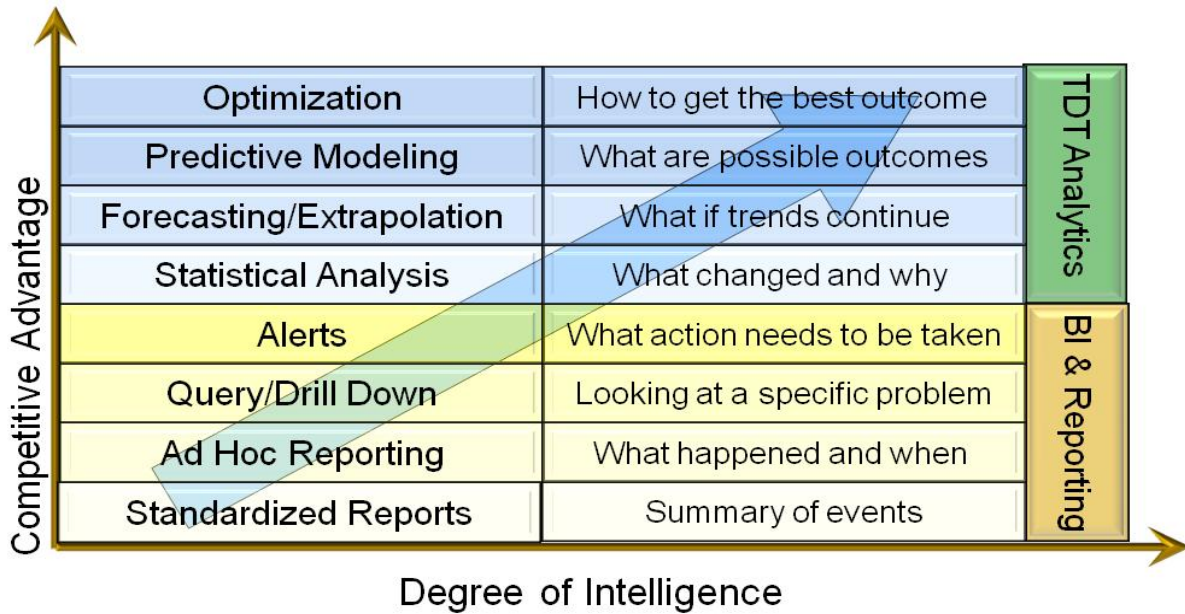 Competitive Advantage
Optimization
How to get the best outcome
Predictive Modeling
What are possible outcomes
Forecasting/Extrapolation
What if trends continue
Statistical Analysis
What changed and why
Alerts
What action needs to be taken
Query/Drill Down
Looking at a specific problem
Ad Hoc Reporting
What happened and when
Standardized Reports
Summary of events
TDT Analytics
BI & Reporting
Degree of Intelligence